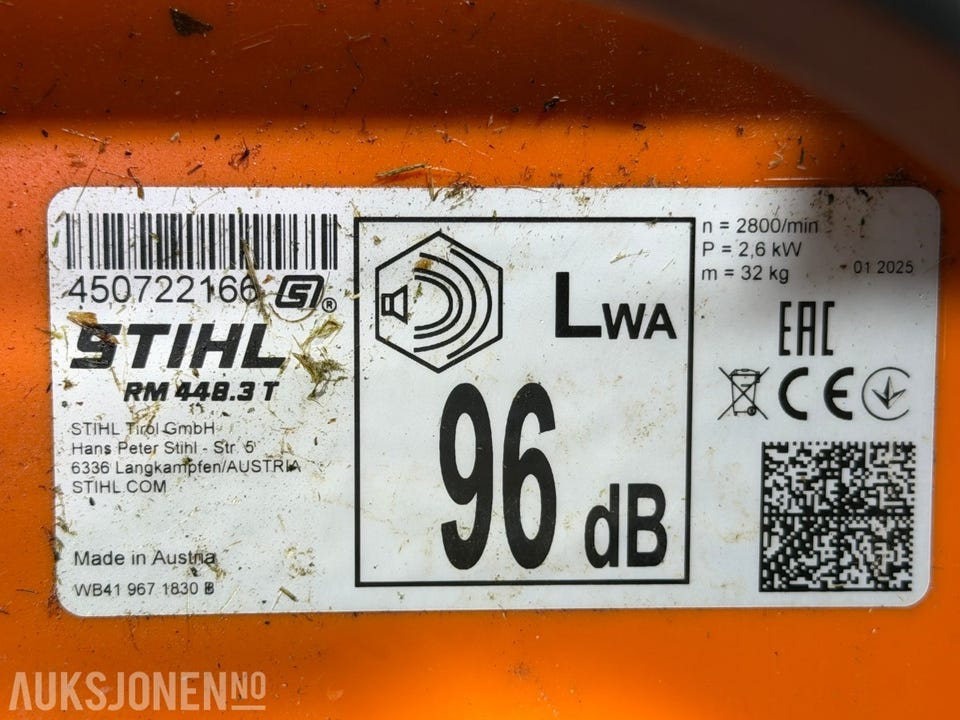 450722166 SI®
STIHL
RM 448.3 T
STIHL Tirol GmbH
Hans Peter Stihl - Str. 5
6336 Langkampfen/AUSTRIA
STIHL.COM
Made in Austria
WB41 967 1830 B
LWA
96 dB
n = 2800/min
P = 2,6 kW
m = 32 kg
01 2025
EAC
CE
AUKSJONEN NO